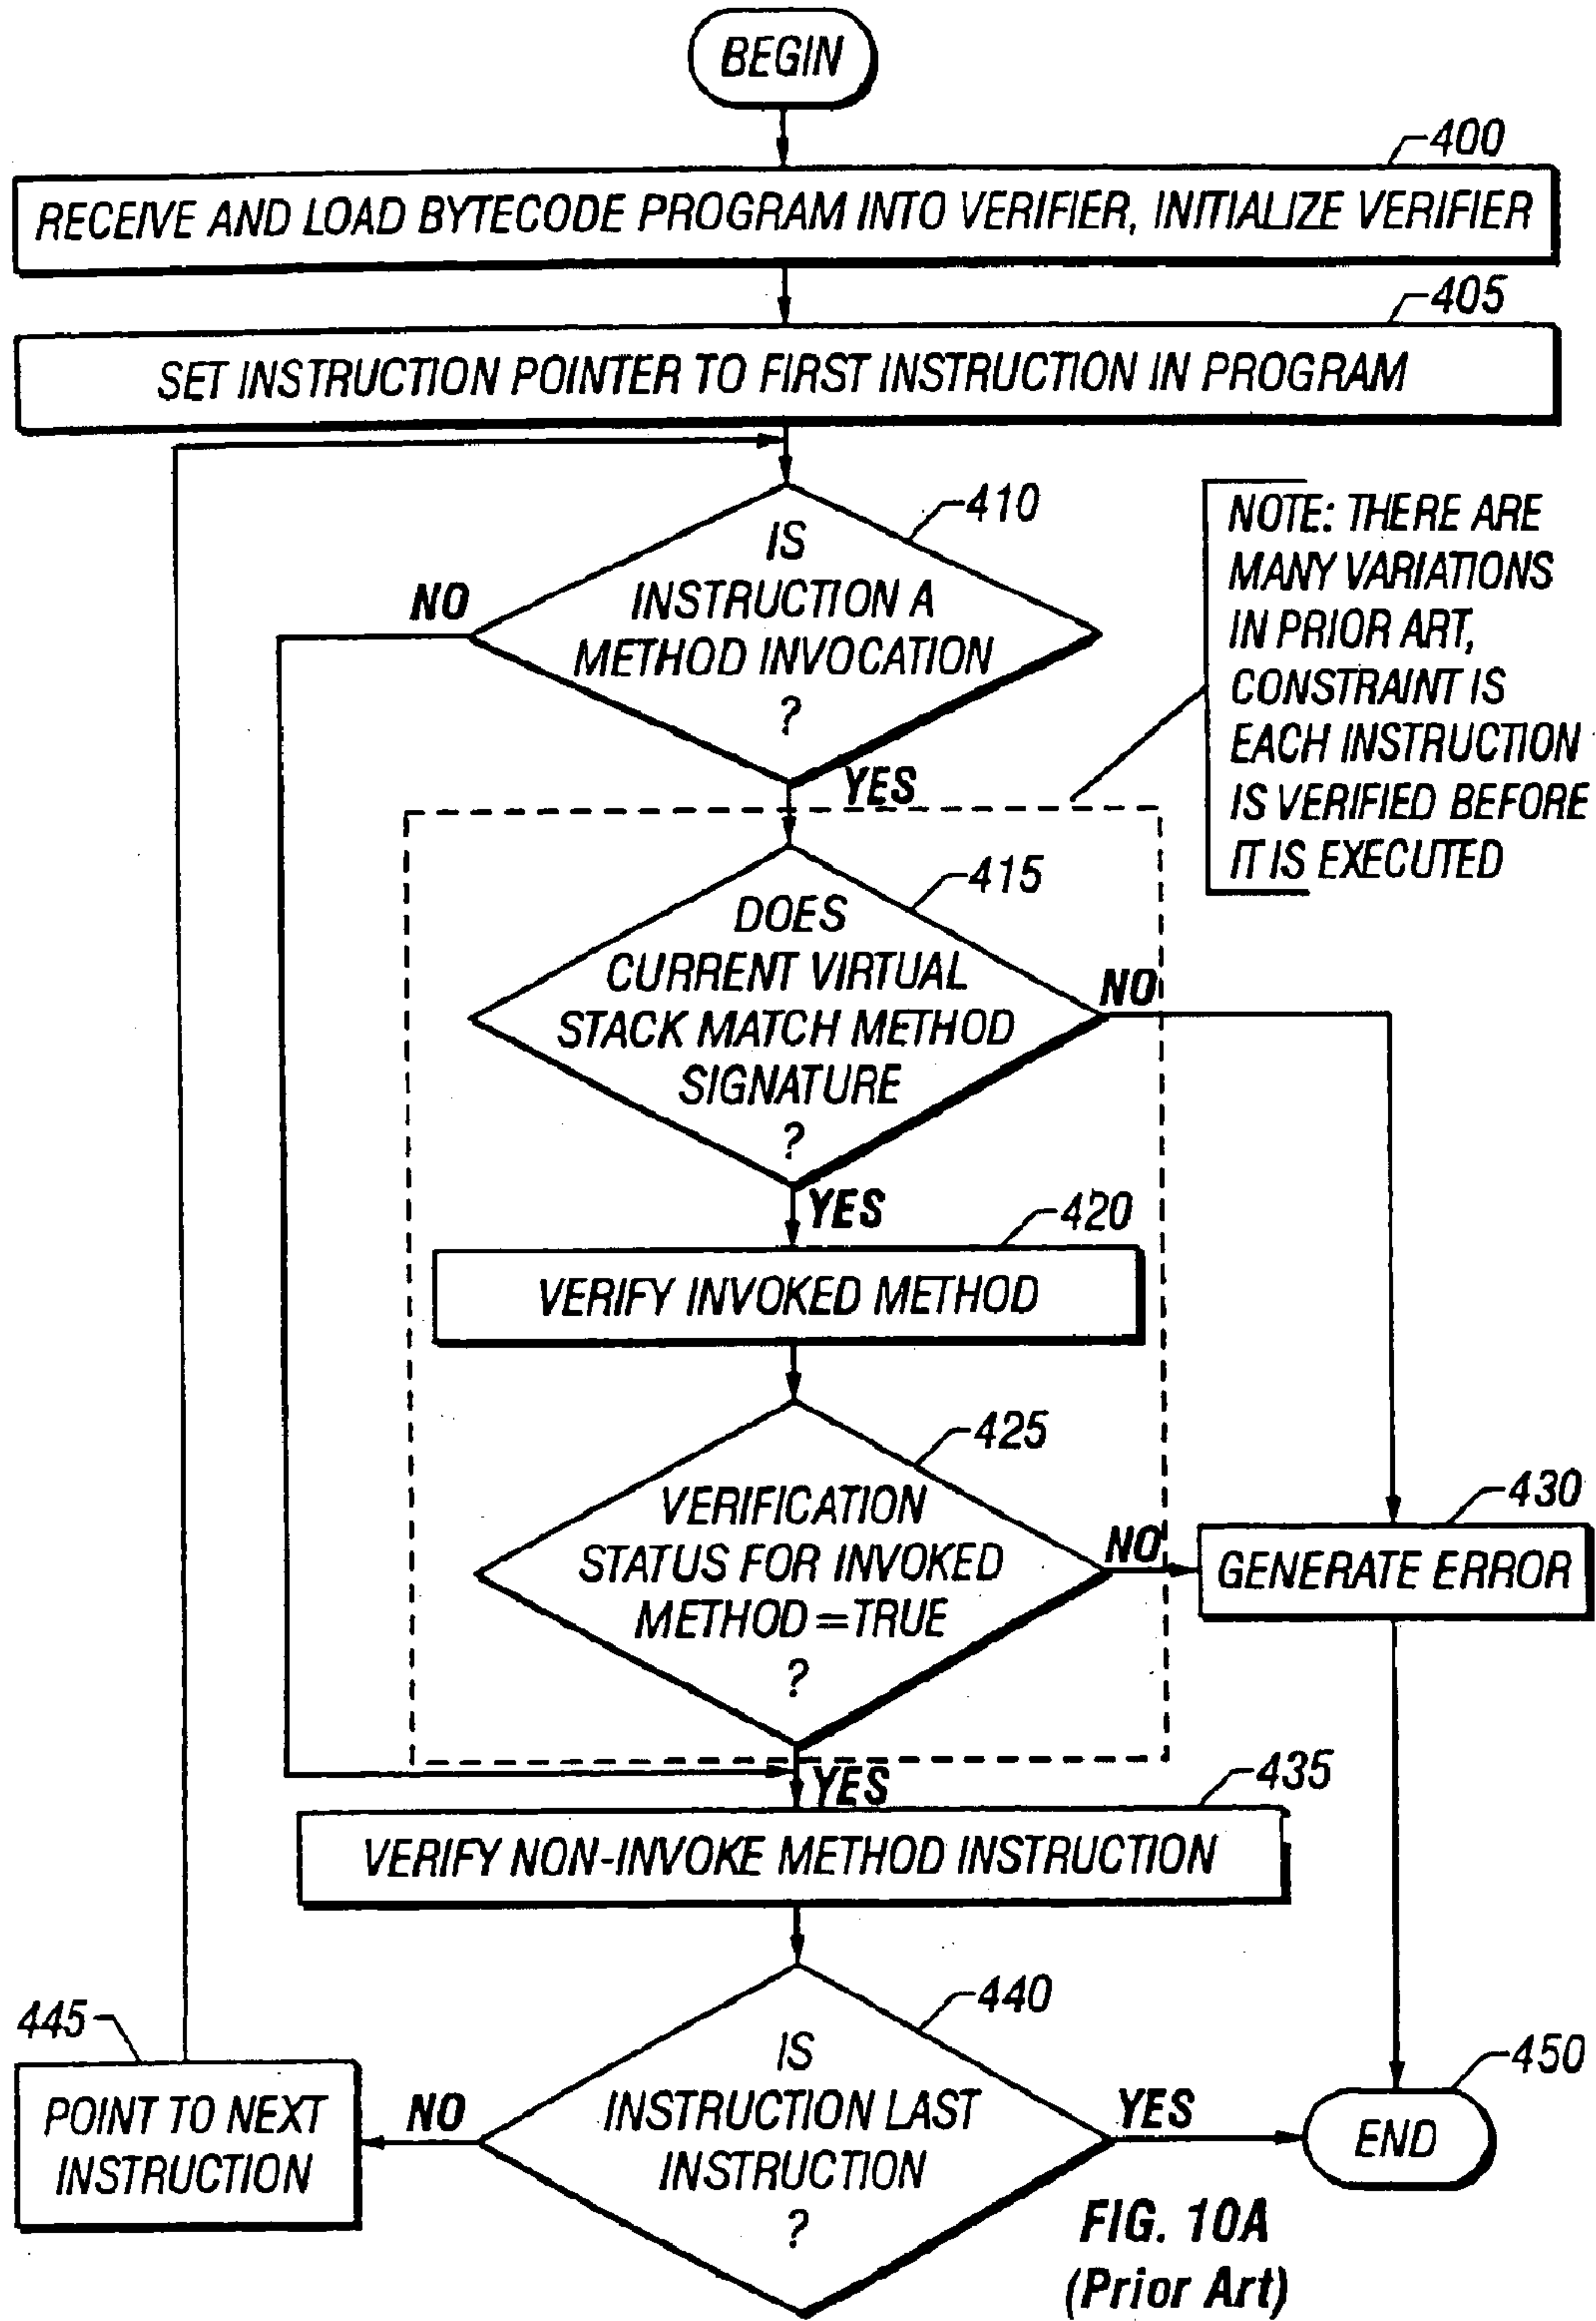 BEGIN
400
RECEIVE AND LOAD BYTECODE PROGRAM INTO VERIFIER, INITIALIZE VERIFIER
405
SET INSTRUCTION POINTER TO FIRST INSTRUCTION IN PROGRAM
410
IS
INSTRUCTION A
METHOD INVOCATION
?
NO
YES
NOTE: THERE ARE
MANY VARIATIONS
IN PRIOR ART,
CONSTRAINT IS
EACH INSTRUCTION
IS VERIFIED BEFORE
IT IS EXECUTED
415
DOES
CURRENT VIRTUAL
STACK MATCH METHOD
SIGNATURE
?
NO
YES
420
VERIFY INVOKED METHOD
425
VERIFICATION
STATUS FOR INVOKED
METHOD=TRUE
?
NO
430
GENERATE ERROR
YES
435
VERIFY NON-INVOKE METHOD INSTRUCTION
440
IS
INSTRUCTION LAST
INSTRUCTION
?
NO
445
POINT TO NEXT
INSTRUCTION
YES
450
END
FIG. 10A
(Prior Art)